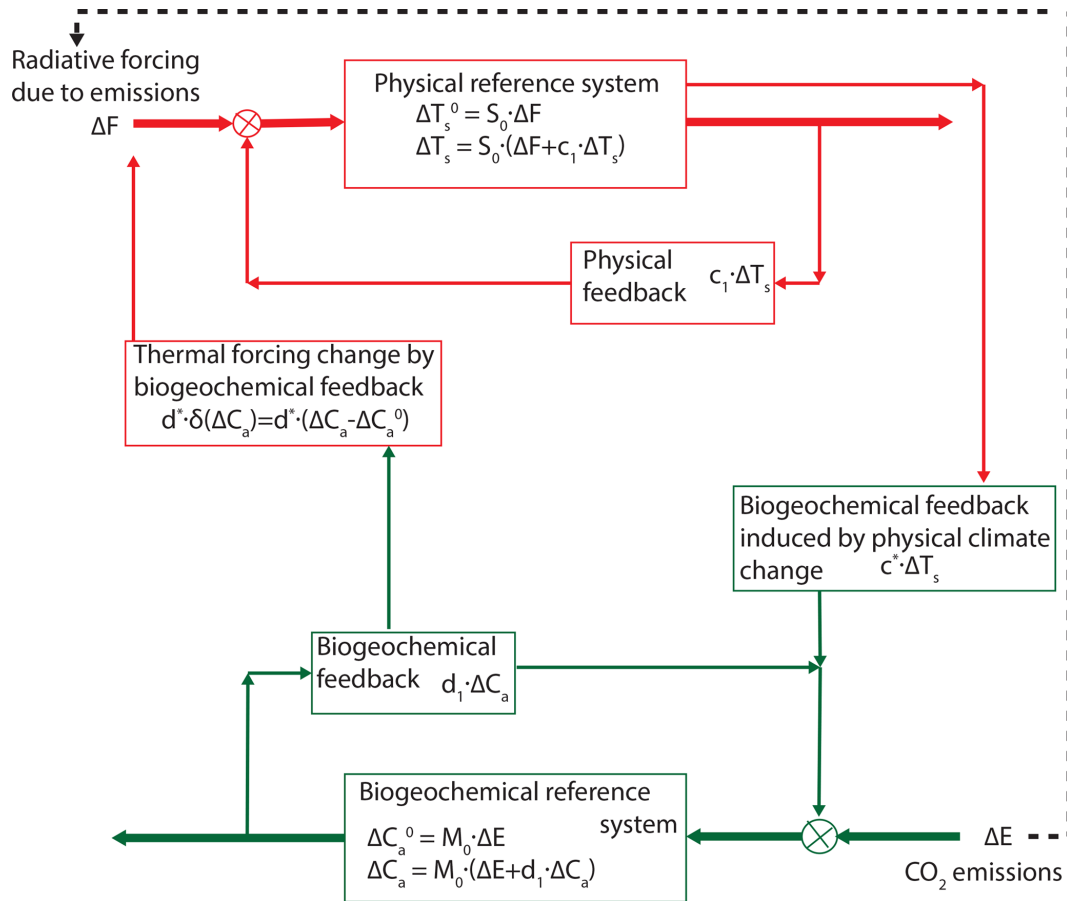 Radiative forcing
due to emissions
ΔF
Physical reference system
ΔTₛ⁰ = S₀·ΔF
ΔTₛ = S₀·(ΔF+c₁·ΔTₛ)
Physical
feedback c₁·ΔTₛ
Thermal forcing change by
biogeochemical feedback
d*·δ(ΔCₐ)=d*·(ΔCₐ-ΔCₐ⁰)
Biogeochemical feedback
induced by physical climate
change c*·ΔTₛ
Biogeochemical
feedback d₁·ΔCₐ
Biogeochemical reference
system
ΔCₐ⁰ = M₀·ΔE
ΔCₐ = M₀·(ΔE+d₁·ΔCₐ)
ΔE
CO₂ emissions